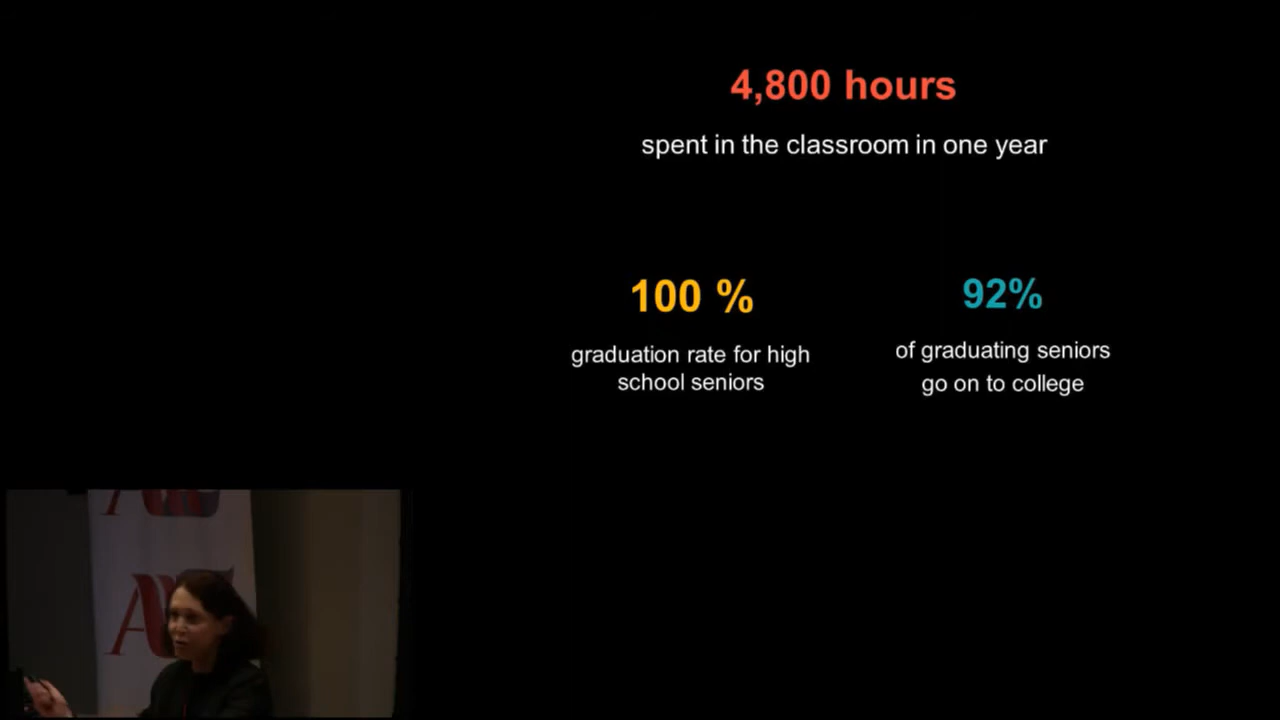 4,800 hours
spent in the classroom in one year
100 %
graduation rate for high
school seniors
92%
of graduating seniors
go on to college